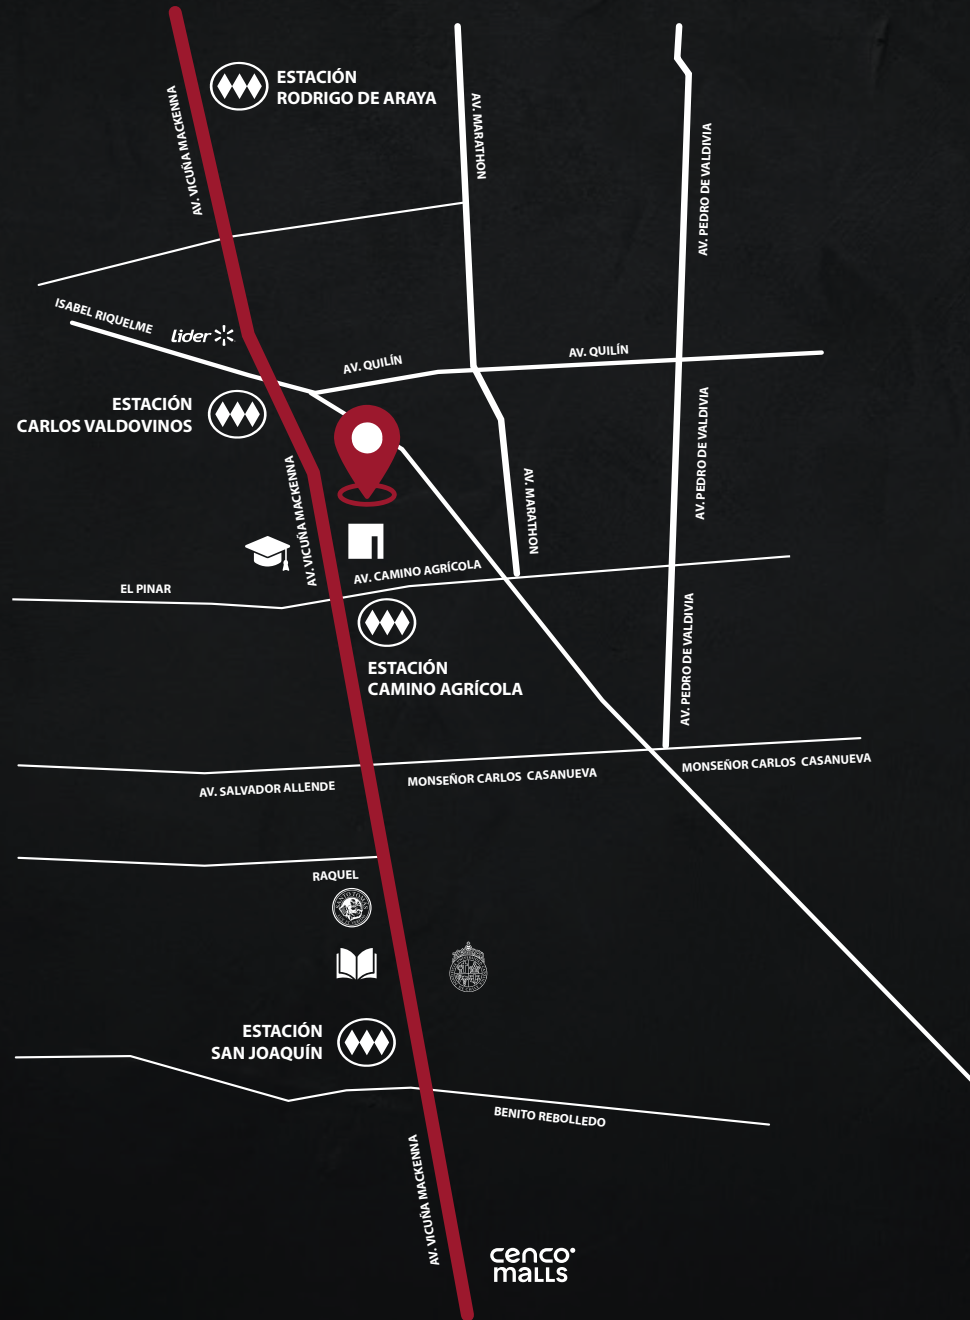 ESTACIÓN
RODRIGO DE ARAYA
AV. VICUÑA MACKENNA
AV. MARATHON
AV. PEDRO DE VALDIVIA
ISABEL RIQUELME
lider
AV. QUILÍN
AV. QUILÍN
ESTACIÓN
CARLOS VALDOVINOS
AV. PEDRO DE VALDIVIA
AV. VICUÑA MACKENNA
AV. MARATHON
AV. CAMINO AGRÍCOLA
EL PINAR
ESTACIÓN
CAMINO AGRÍCOLA
AV. PEDRO DE VALDIVIA
AV. SALVADOR ALLENDE
MONSEÑOR CARLOS CASANUEVA
MONSEÑOR CARLOS CASANUEVA
RAQUEL
SANTO TOMÁS
ESTACIÓN
SAN JOAQUÍN
BENITO REBOLLEDO
AV. VICUÑA MACKENNA
cenco
malls